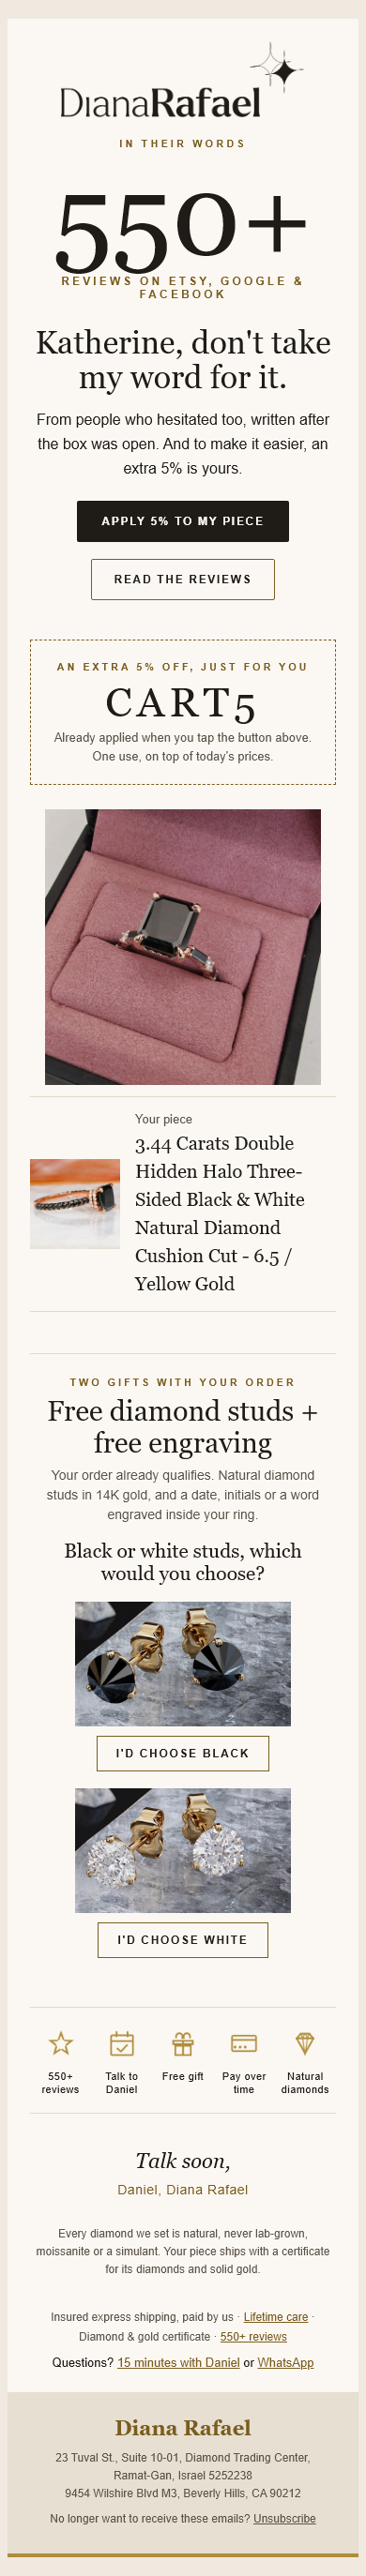 DianaRafael
IN THEIR WORDS
550+
REVIEWS ON ETSY, GOOGLE &
FACEBOOK
Katherine, don't take
my word for it.
From people who hesitated too, written after
the box was open. And to make it easier, an
extra 5% is yours.
APPLY 5% TO MY PIECE
READ THE REVIEWS
AN EXTRA 5% OFF, JUST FOR YOU
CART5
Already applied when you tap the button above.
One use, on top of today's prices.
Your piece
3.44 Carats Double
Hidden Halo Three-
Sided Black & White
Natural Diamond
Cushion Cut - 6.5 /
Yellow Gold
TWO GIFTS WITH YOUR ORDER
Free diamond studs +
free engraving
Your order already qualifies. Natural diamond
studs in 14K gold, and a date, initials or a word
engraved inside your ring.
Black or white studs, which
would you choose?
I'D CHOOSE BLACK
I'D CHOOSE WHITE
550+
reviews
Talk to
Daniel
Free gift
Pay over
time
Natural
diamonds
Talk soon,
Daniel, Diana Rafael
Every diamond we set is natural, never lab-grown,
moissanite or a simulant. Your piece ships with a certificate
for its diamonds and solid gold.
Insured express shipping, paid by us · Lifetime care ·
Diamond & gold certificate · 550+ reviews
Questions? 15 minutes with Daniel or WhatsApp
Diana Rafael
23 Tuval St., Suite 10-01, Diamond Trading Center,
Ramat-Gan, Israel 5252238
9454 Wilshire Blvd M3, Beverly Hills, CA 90212
No longer want to receive these emails? Unsubscribe